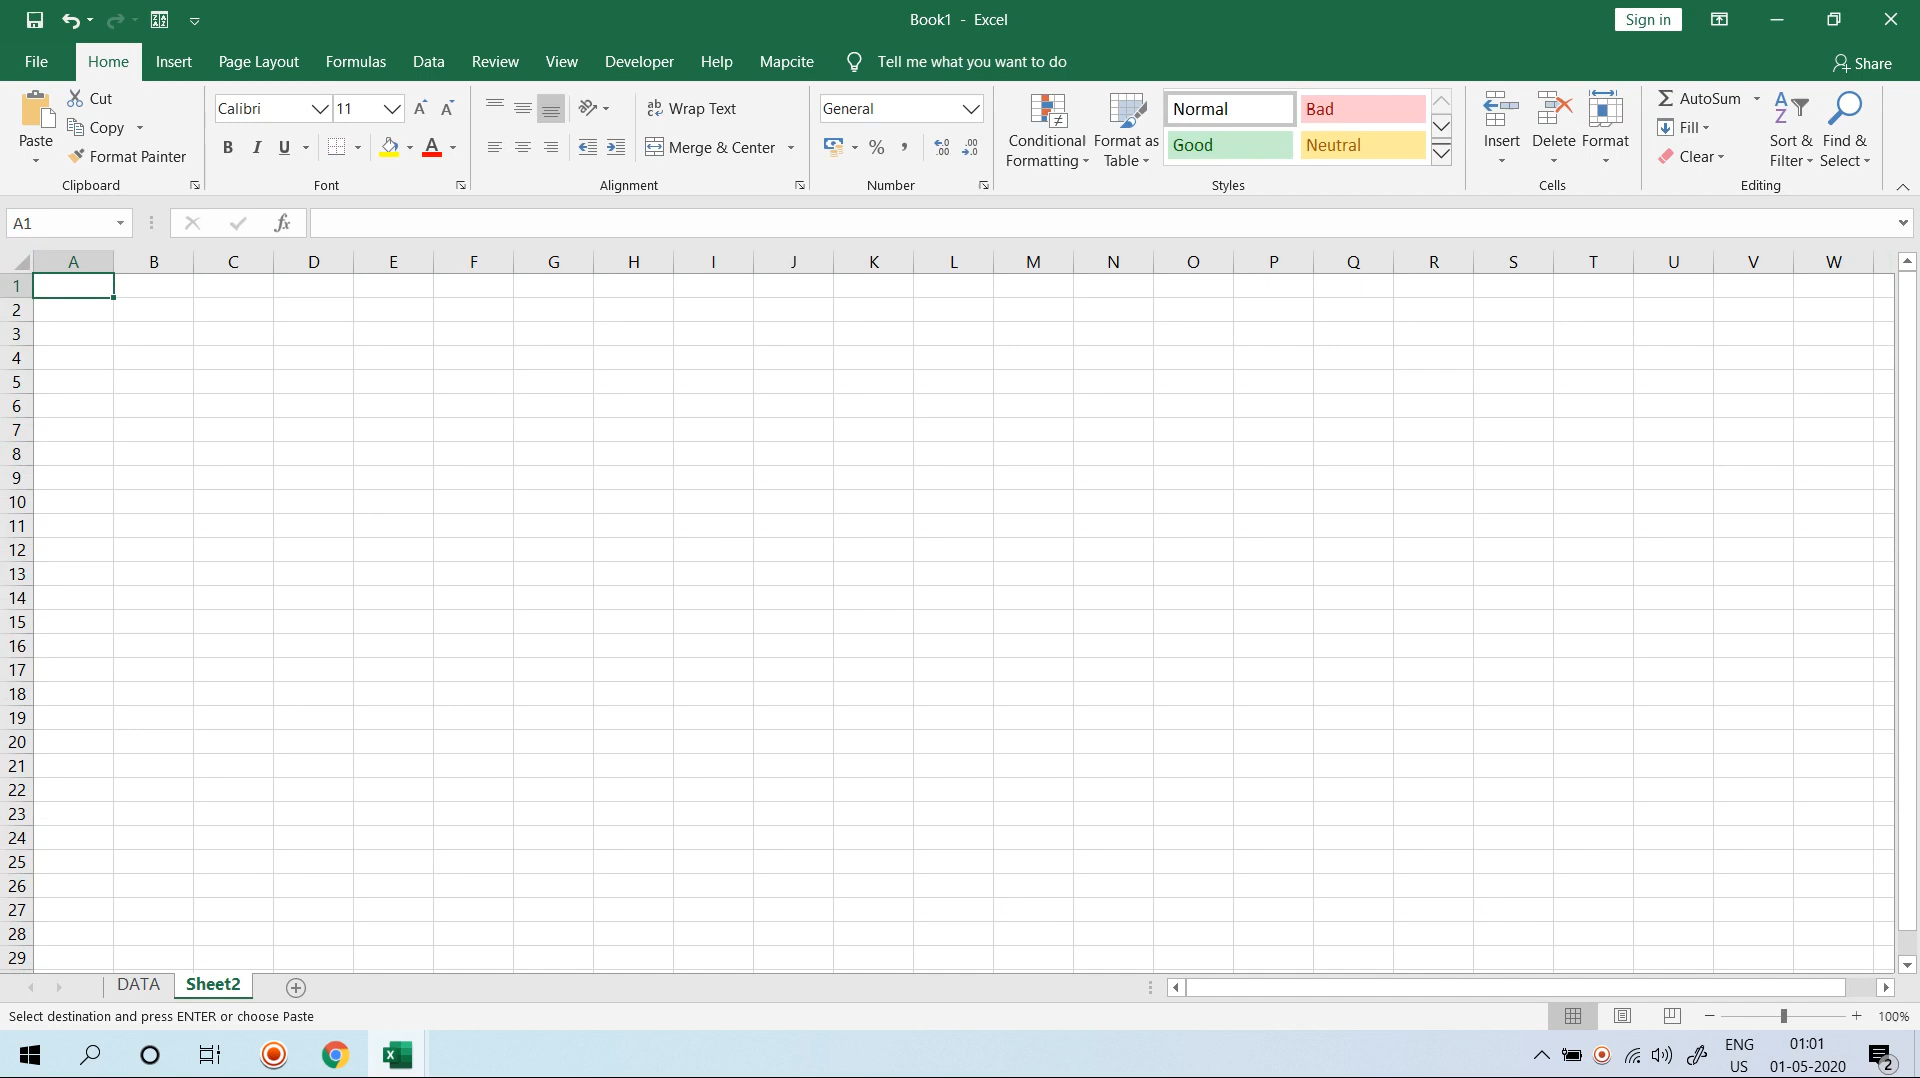 Book1 - Excel
Sign in
File Home Insert Page Layout Formulas Data Review View Developer Help Mapcite Tell me what you want to do Share
Paste
Cut
Copy
Format Painter
Clipboard
Calibri 11
B I U A
Font
Wrap Text
Merge & Center
Alignment
General
%
Number
Conditional Formatting
Format as Table
Normal Bad
Good Neutral
Styles
Insert Delete Format
Cells
AutoSum
Fill
Clear
Sort & Filter
Find & Select
Editing
A1 fx
A B C D E F G H I J K L M N O P Q R S T U V W
1
2
3
4
5
6
7
8
9
10
11
12
13
14
15
16
17
18
19
20
21
22
23
24
25
26
27
28
29
DATA Sheet2
Select destination and press ENTER or choose Paste
100%
ENG
US
01:01
01-05-2020
2